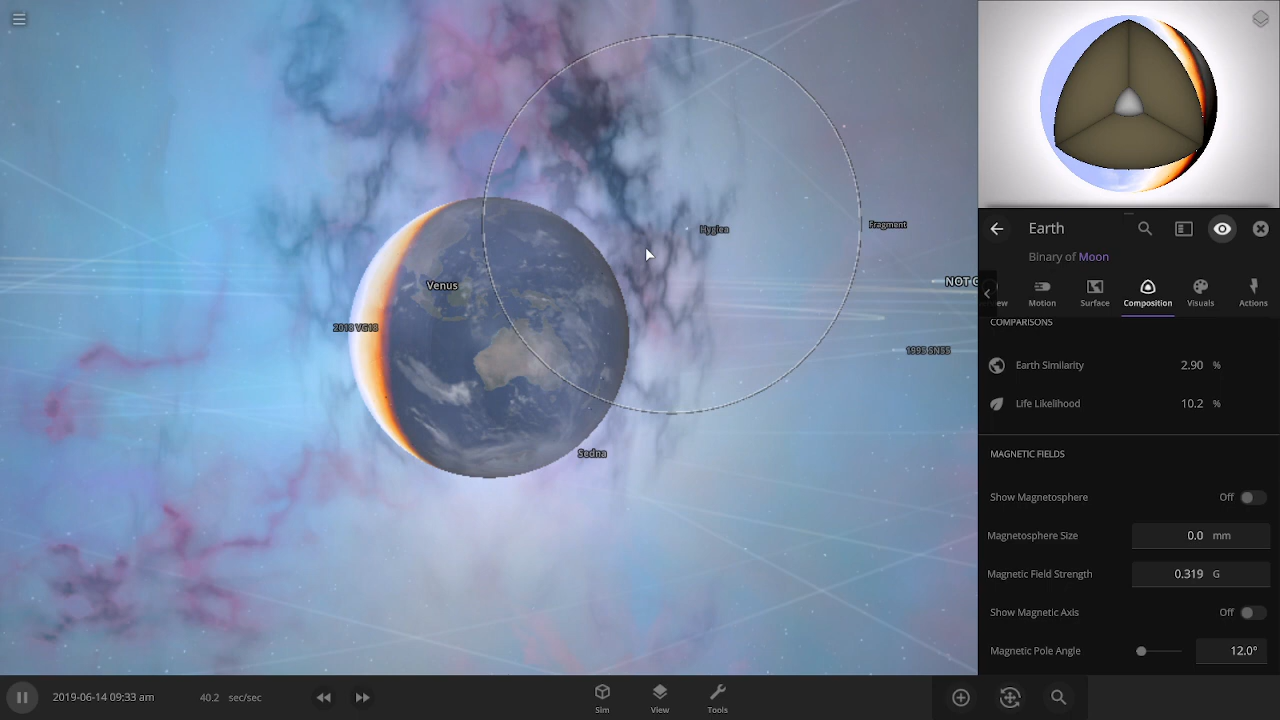 Earth
Binary of Moon
Motion
Surface
Composition
Visuals
Actions
COMPARISONS
Earth Similarity 2.90 %
Life Likelihood 10.2 %
MAGNETIC FIELDS
Show Magnetosphere Off
Magnetosphere Size 0.0 mm
Magnetic Field Strength 0.319 G
Show Magnetic Axis Off
Magnetic Pole Angle 12.0°
Fragment
Hygiea
Venus
NOT
2018 VG18
Sedna
2019-06-14 09:33 am
40.2 sec/sec
Sim
View
Tools